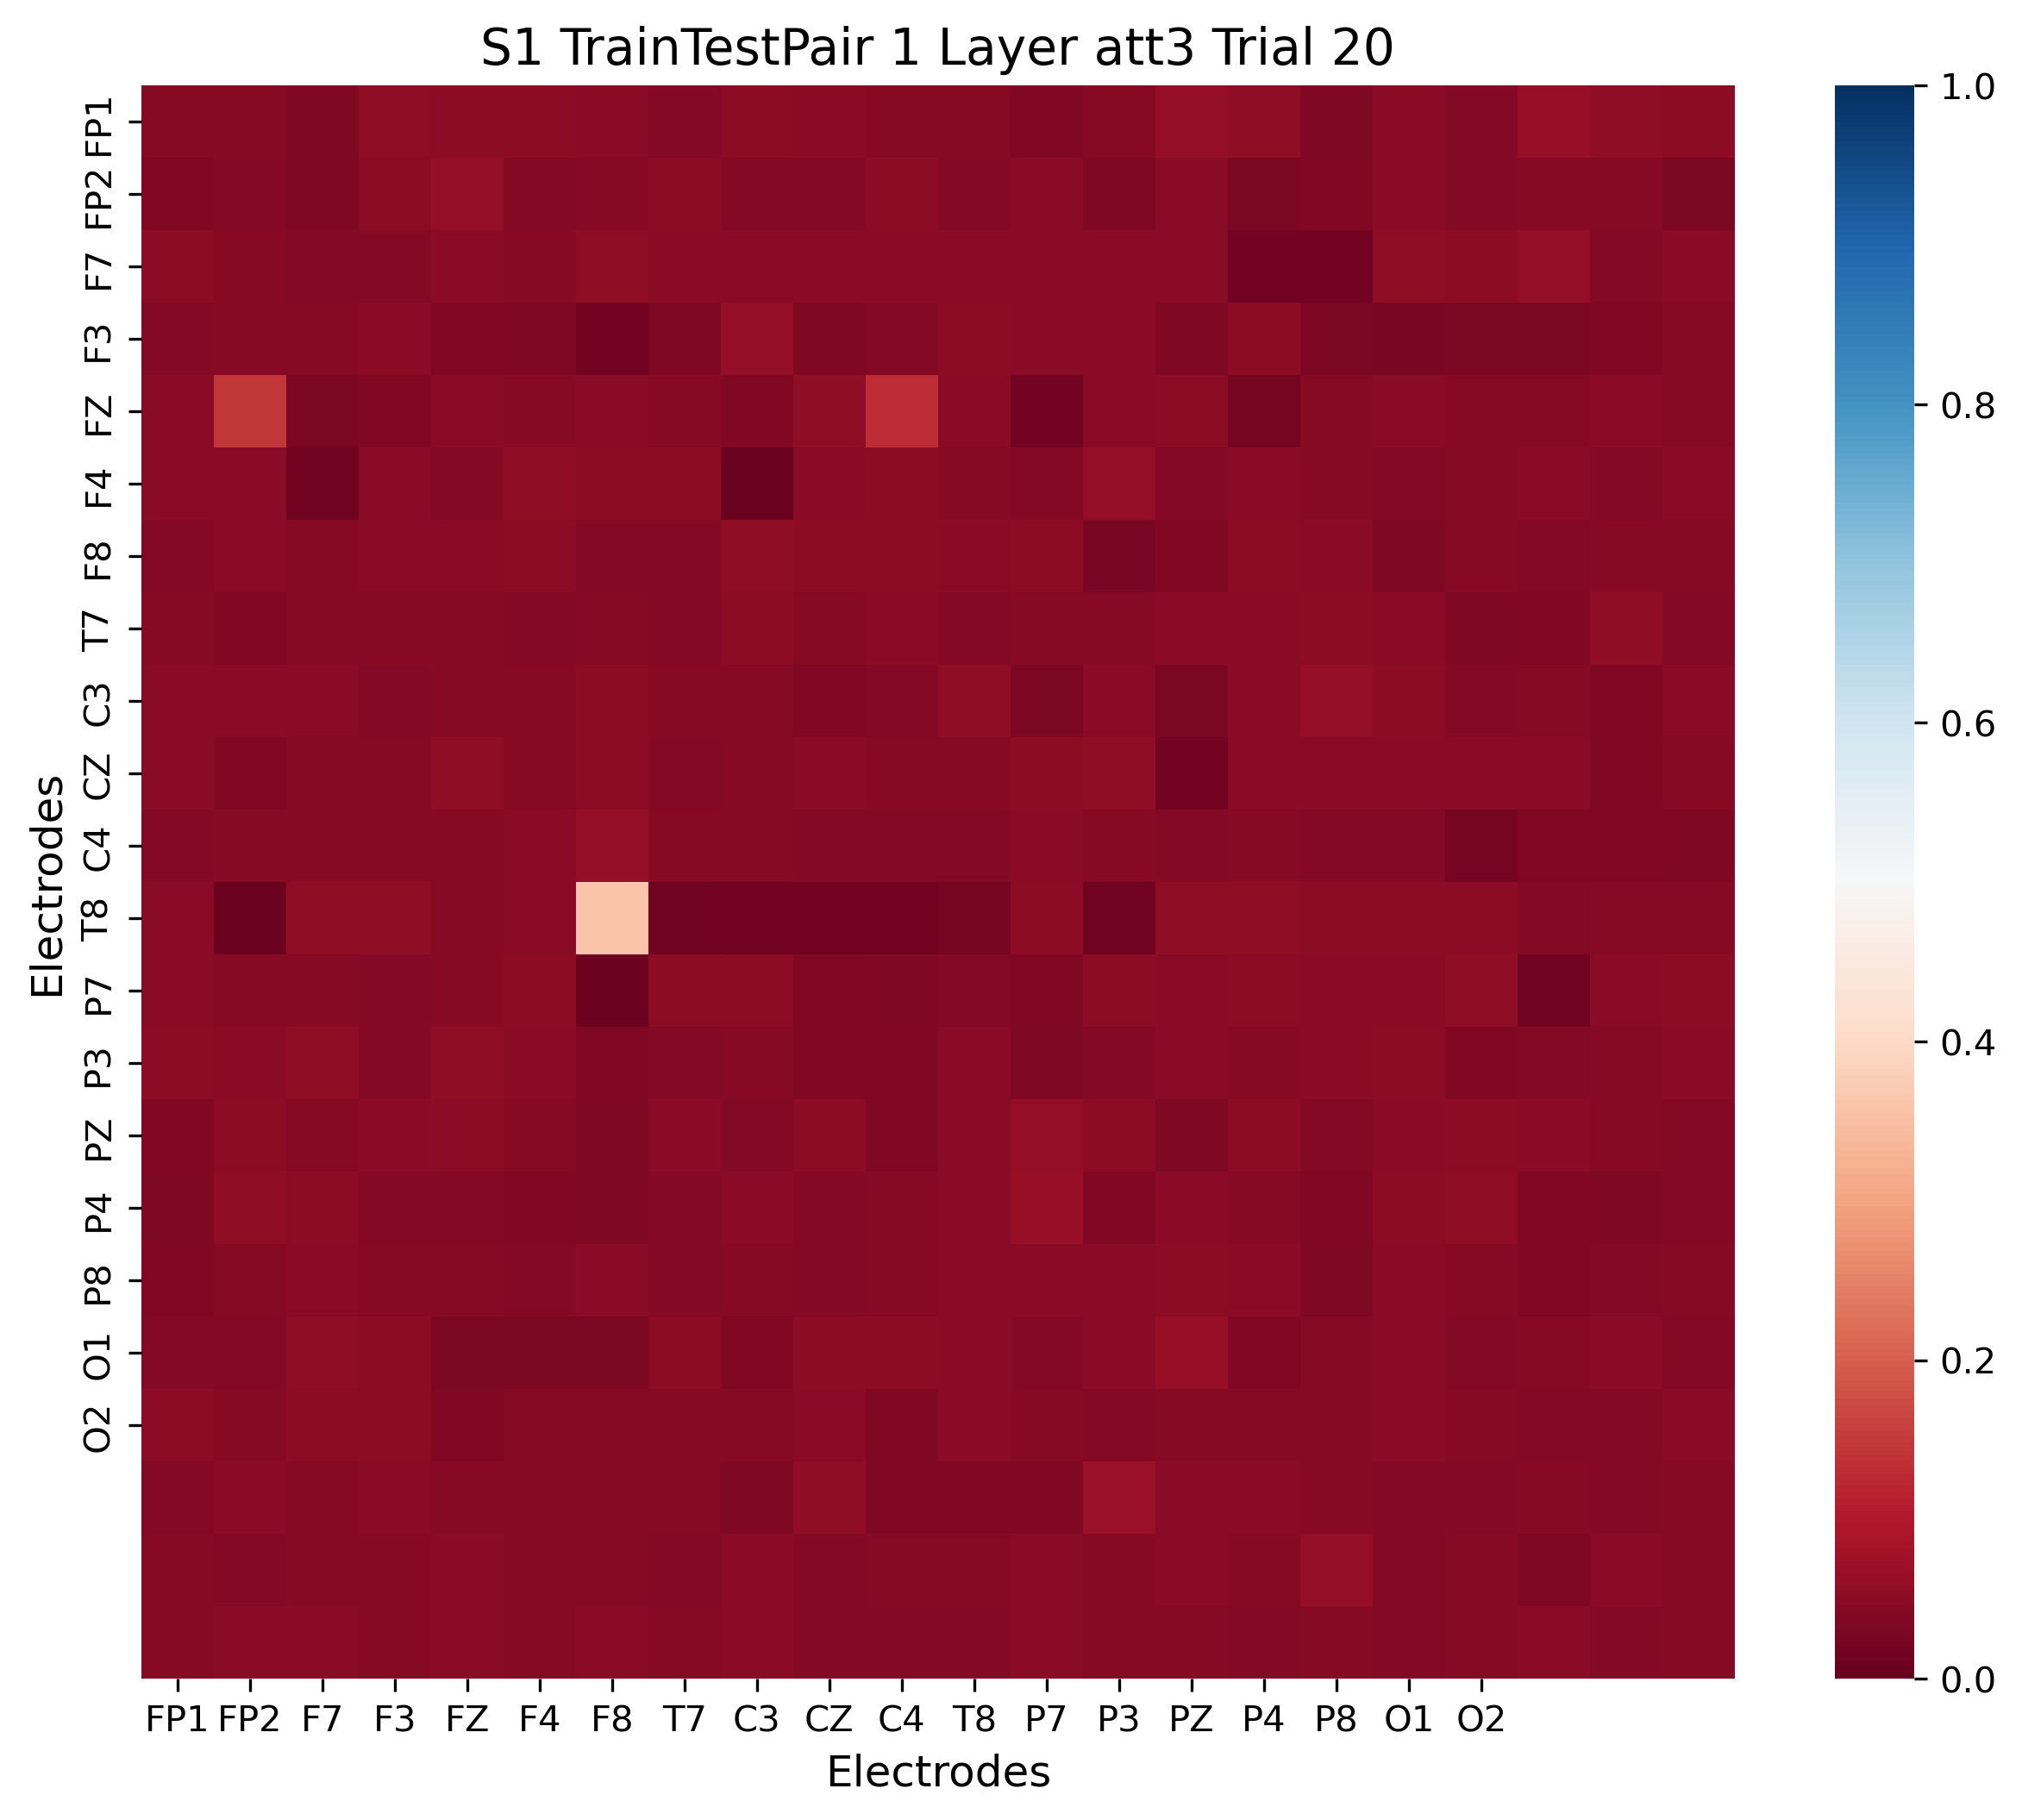 S1 TrainTestPair 1 Layer att3 Trial 20
Electrodes
FP1
FP2
F7
F3
FZ
F4
F8
T7
C3
CZ
C4
T8
P7
P3
PZ
P4
P8
O1
O2
FP1 FP2 F7 F3 FZ F4 F8 T7 C3 CZ C4 T8 P7 P3 PZ P4 P8 O1 O2
Electrodes
1.0
0.8
0.6
0.4
0.2
0.0